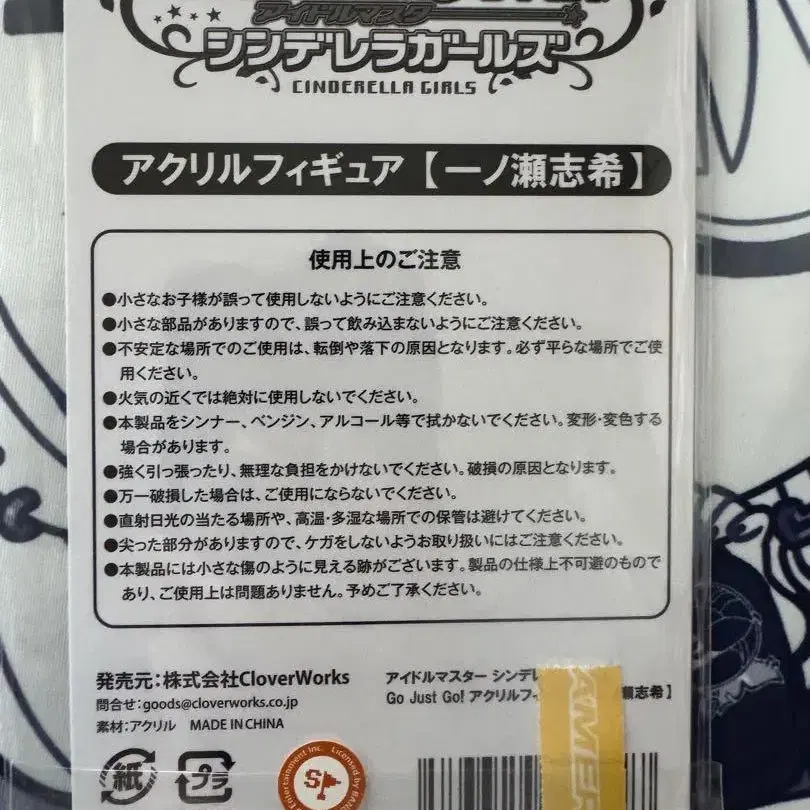 アイドルマスター
シンデレラガールズ
CINDERELLA GIRLS
アクリルフィギュア【一ノ瀬志希】
使用上のご注意
●小さなお子様が誤って使用しないようにご注意ください。
●小さな部品がありますので、誤って飲み込まないようにご注意ください。
●不安定な場所でのご使用は、転倒や落下の原因となります。必ず平らな場所でご使
用ください。
●火気の近くでは絶対に使用しないでください。
●本製品をシンナー、ベンジン、アルコール等で拭かないでください。変形・変色する
場合があります。
●強く引っ張ったり、無理な負担をかけないでください。破損の原因となります。
●万一破損した場合は、ご使用にならないでください。
●直射日光の当たる場所や、高温・多湿な場所での保管は避けてください。
●尖った部分がありますので、ケガをしないようお取り扱いにはご注意ください。
●本製品には小さな傷のように見える跡がございます。製品の仕様上不可避のもので
あり、ご使用上は問題ありません。予めご了承ください。
発売元：株式会社CloverWorks
問合せ：goods@cloverworks.co.jp
素材：アクリル MADE IN CHINA
アイドルマスター シンデ
Go Just Go! アクリルフィ 瀬志希】
紙
プラ
Entertainment Inc. Licensed by BAN
S
AMER